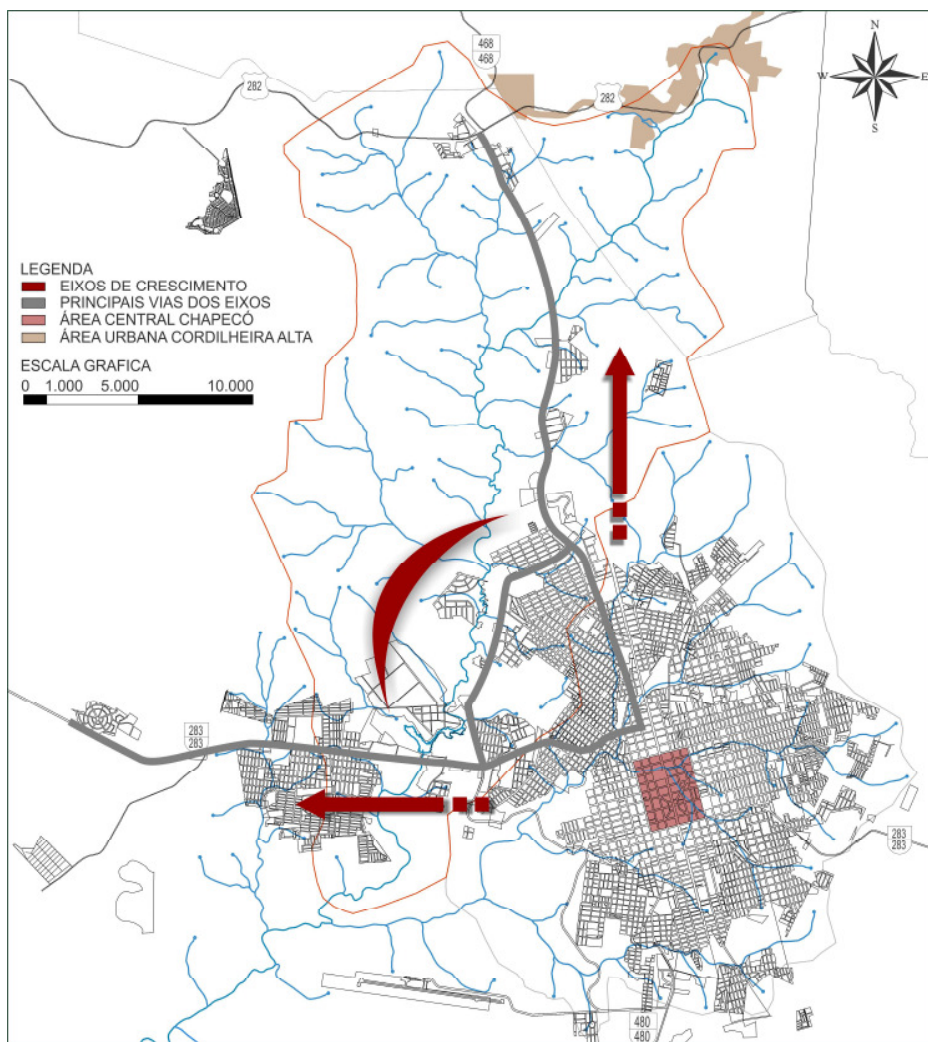 468
468
N
W E
S
282
282
LEGENDA
EIXOS DE CRESCIMENTO
PRINCIPAIS VIAS DOS EIXOS
ÁREA CENTRAL CHAPECÓ
ÁREA URBANA CORDILHEIRA ALTA
ESCALA GRAFICA
0 1.000 5.000 10.000
283
283
283
283
480
480